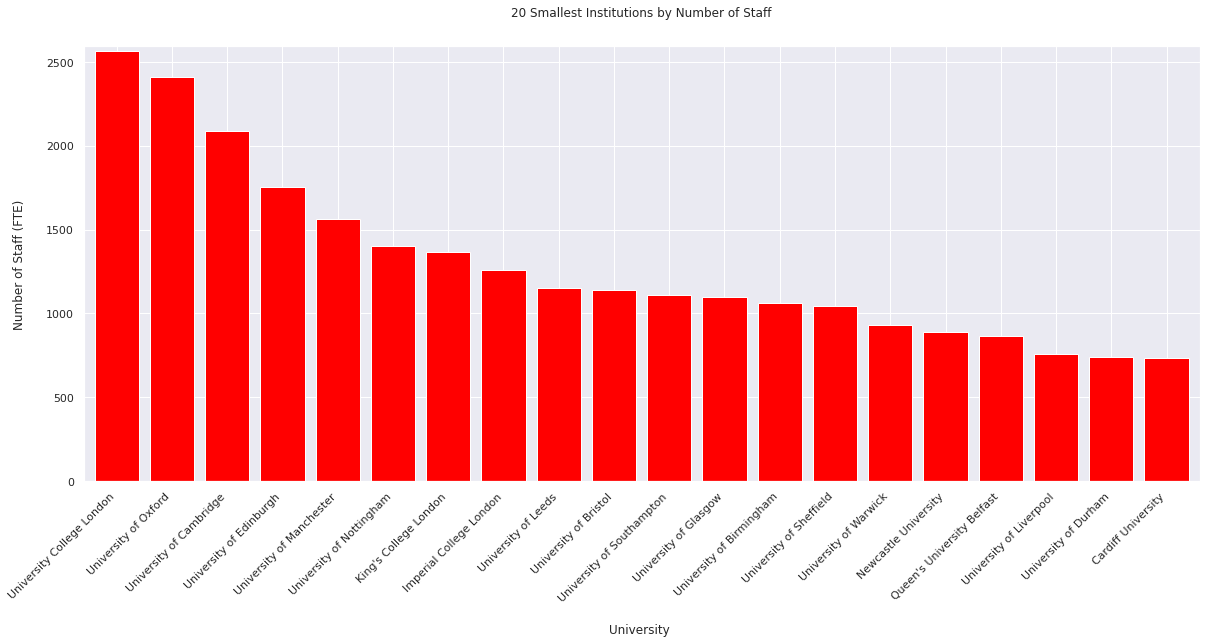 20 Smallest Institutions by Number of Staff
Number of Staff (FTE)
2500
2000
1500
1000
500
0
University College London
University of Oxford
University of Cambridge
University of Edinburgh
University of Manchester
University of Nottingham
King's College London
Imperial College London
University of Leeds
University of Bristol
University of Southampton
University of Glasgow
University of Birmingham
University of Sheffield
University of Warwick
Newcastle University
Queen's University Belfast
University of Liverpool
University of Durham
Cardiff University
University